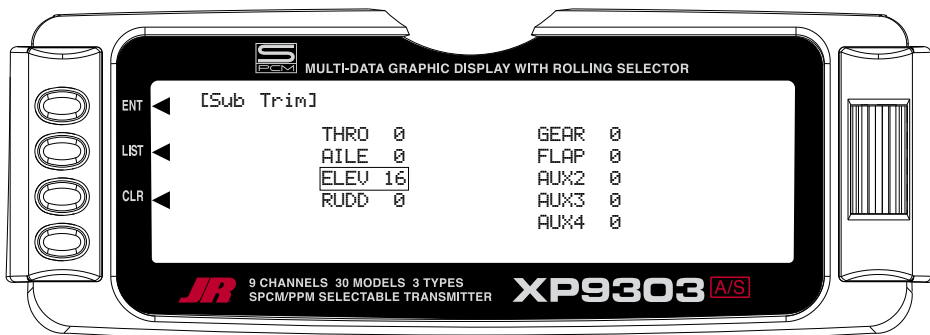 S
PCM
MULTI-DATA GRAPHIC DISPLAY WITH ROLLING SELECTOR
ENT
LIST
CLR
[Sub Trim]
THRO 0
AILE 0
ELEV 16
RUDD 0
GEAR 0
FLAP 0
AUX2 0
AUX3 0
AUX4 0
JR
9 CHANNELS 30 MODELS 3 TYPES
SPCM/PPM SELECTABLE TRANSMITTER
XP9303 A/S